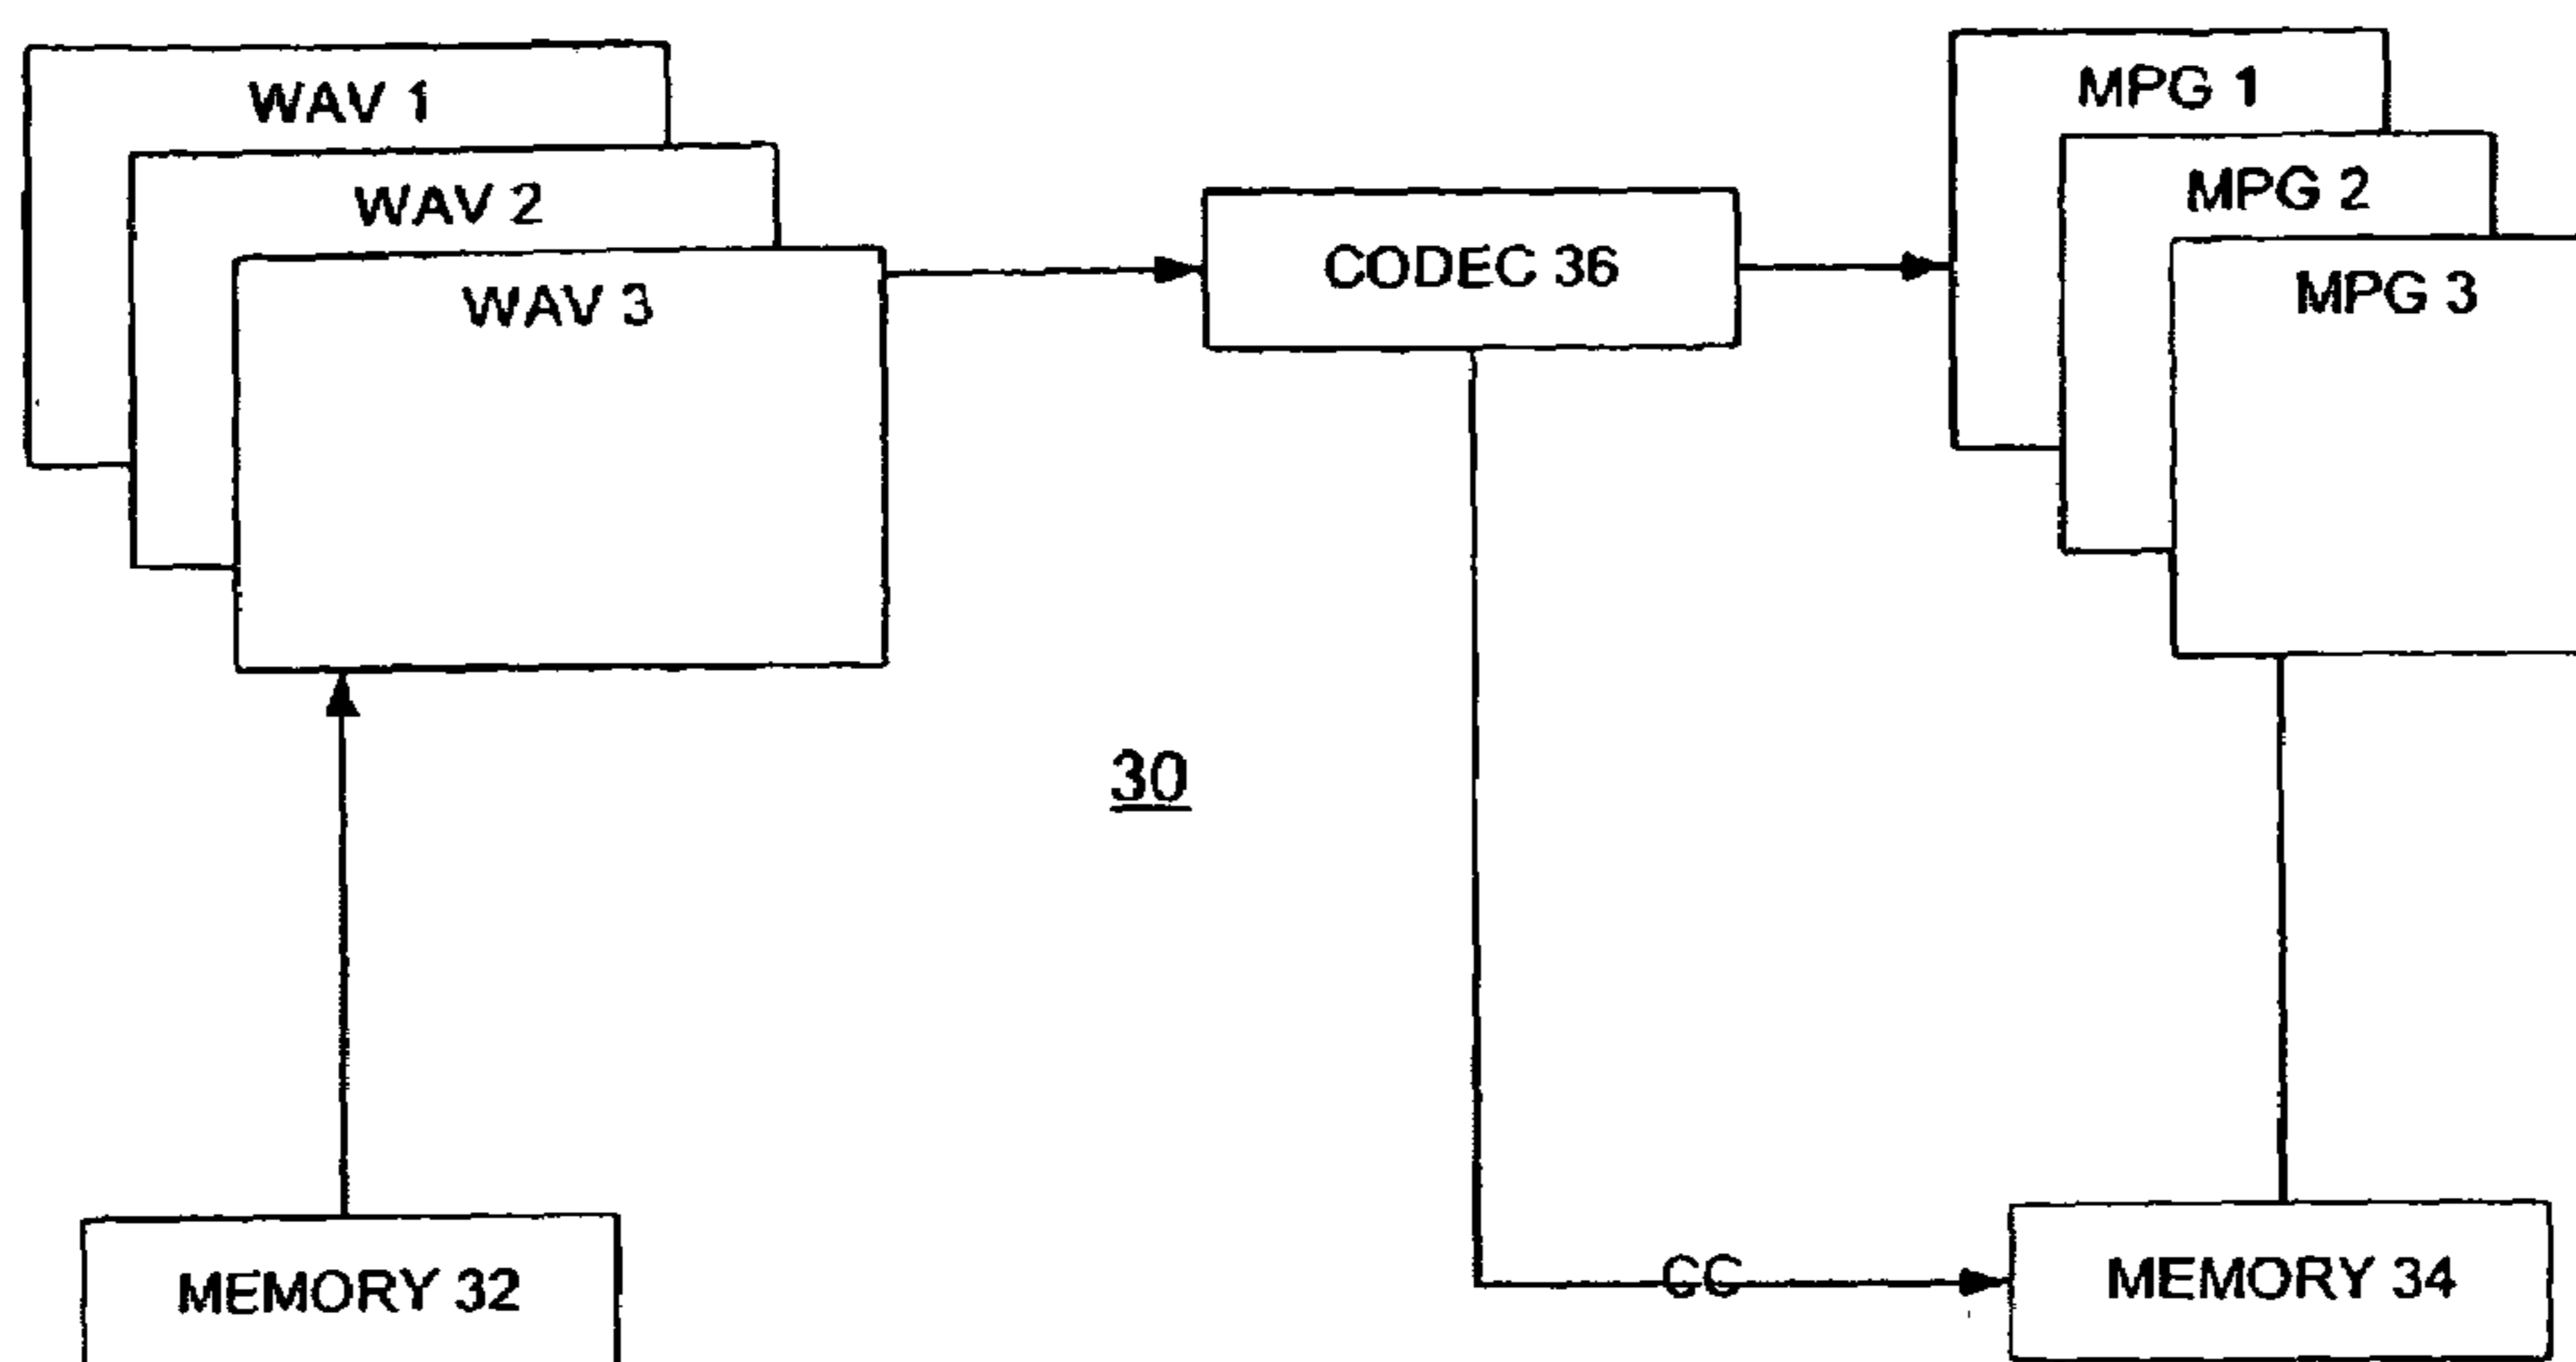 WAV 1
WAV 2
WAV 3
CODEC 36
MPG 1
MPG 2
MPG 3
30
MEMORY 32
CC
MEMORY 34